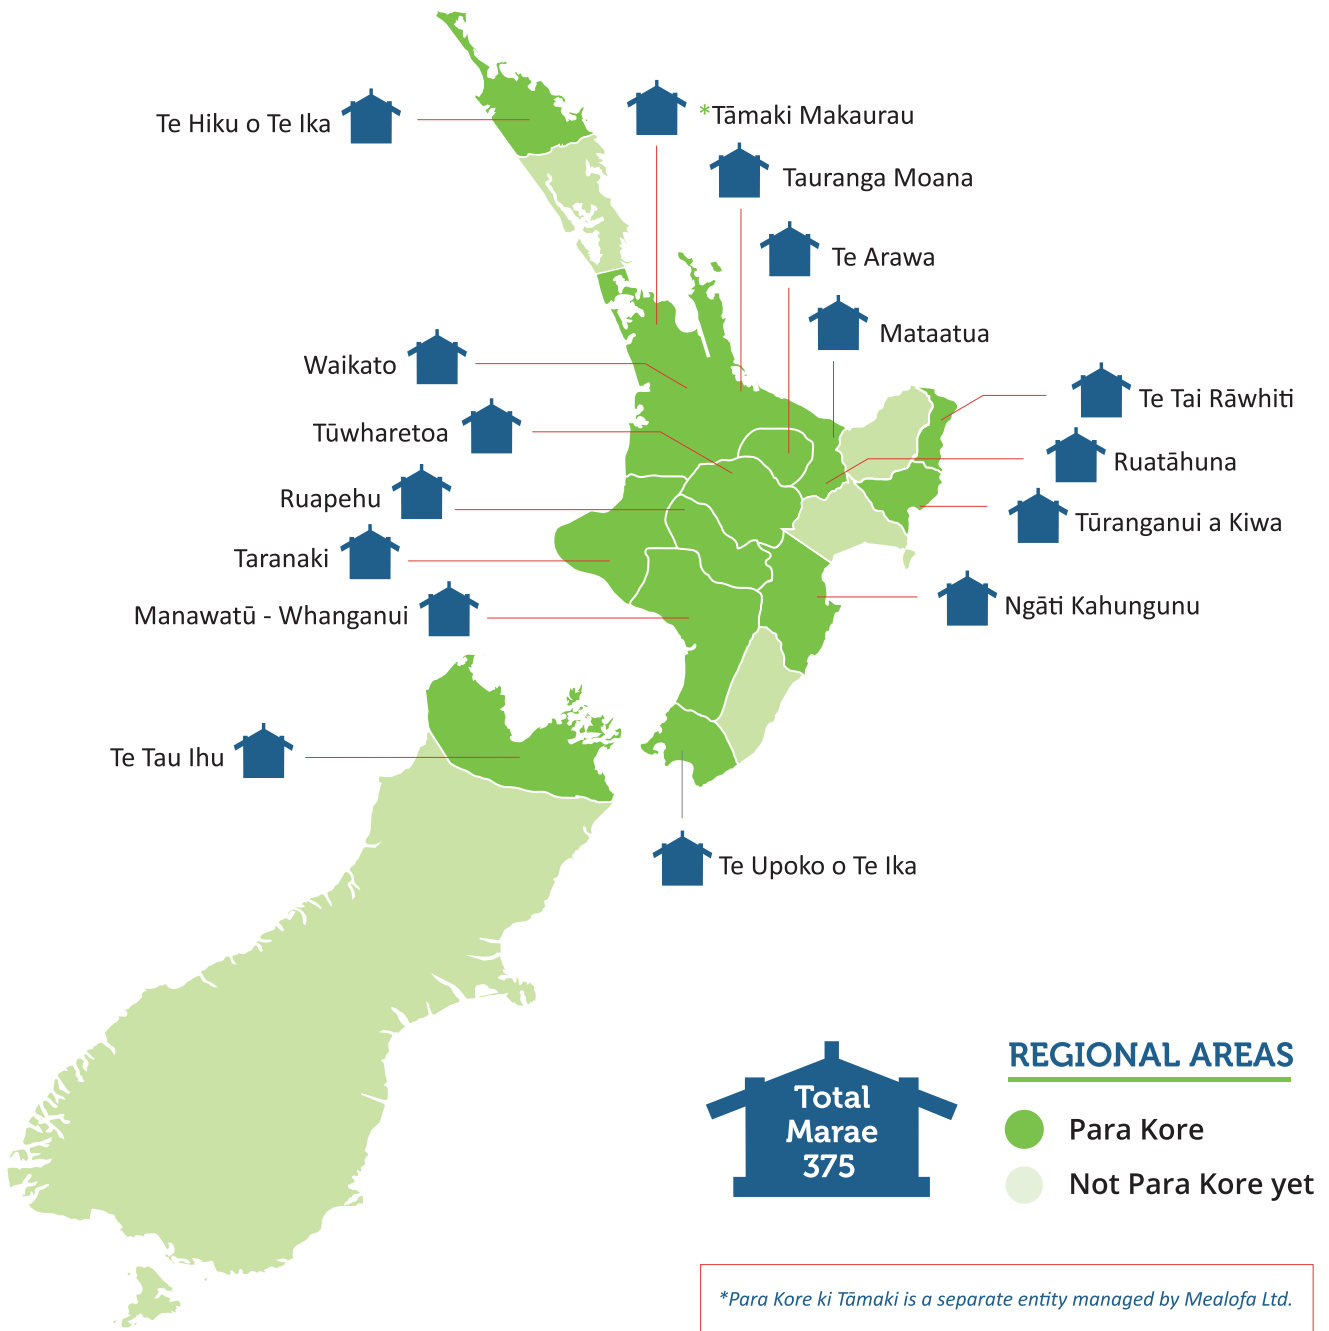 Te Hiku o Te Ika
*Tāmaki Makaurau
Tauranga Moana
Te Arawa
Mataatua
Waikato
Te Tai Rāwhiti
Tūwharetoa
Ruatāhuna
Ruapehu
Tūranganui a Kiwa
Taranaki
Ngāti Kahungunu
Manawatū - Whanganui
Te Tau Ihu
Te Upoko o Te Ika
Total
Marae
375
REGIONAL AREAS
Para Kore
Not Para Kore yet
*Para Kore ki Tāmaki is a separate entity managed by Mealofa Ltd.